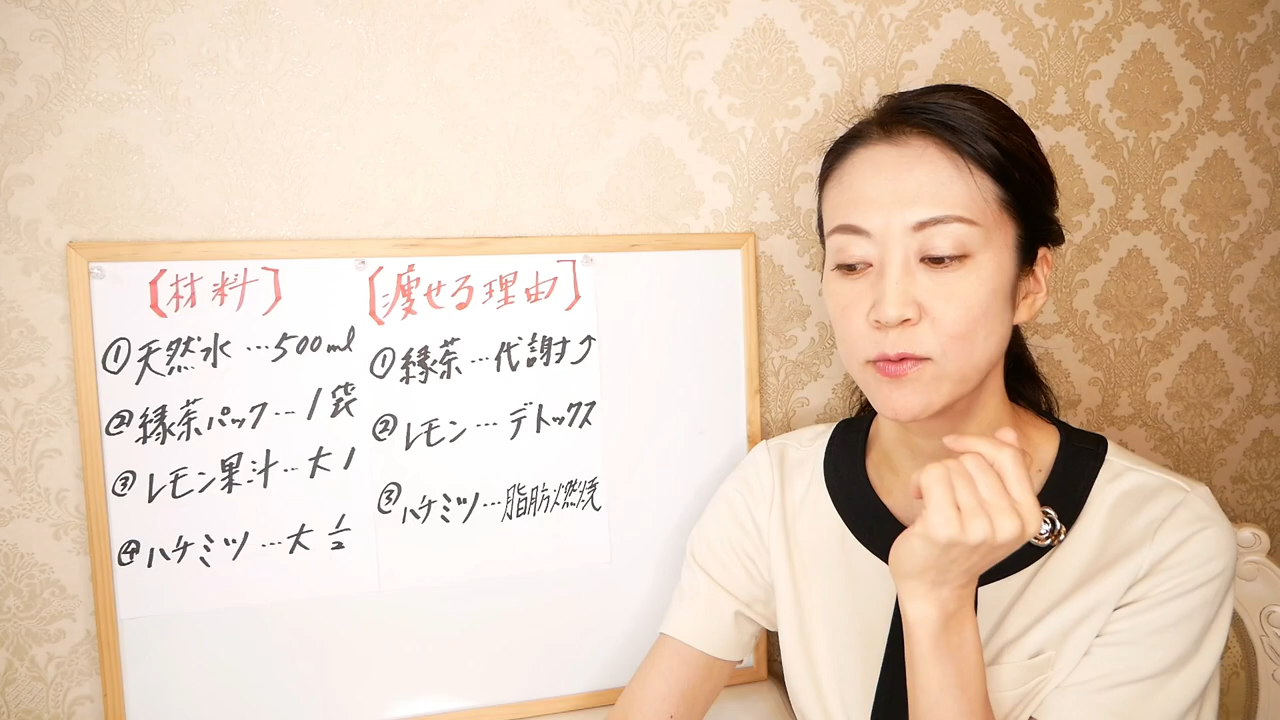 【材料】
①天然水…500ml
②緑茶パック…1袋
③レモン果汁…大1
④ハチミツ…大1/2
【痩せる理由】
①緑茶…代謝⤴
②レモン…デトックス
③ハチミツ…脂肪燃焼